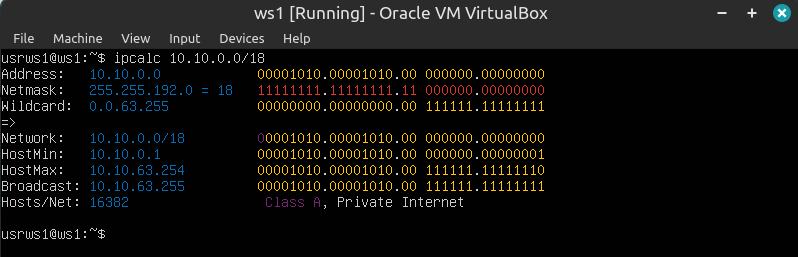 ws1 [Running] - Oracle VM VirtualBox
File Machine View Input Devices Help
usrws1@ws1:~$ ipcalc 10.10.0.0/18
Address:   10.10.0.0            00001010.00001010.00 000000.00000000
Netmask:   255.255.192.0 = 18   11111111.11111111.11 000000.00000000
Wildcard:  0.0.63.255           00000000.00000000.00 111111.11111111
=>
Network:   10.10.0.0/18         00001010.00001010.00 000000.00000000
HostMin:   10.10.0.1            00001010.00001010.00 000000.00000001
HostMax:   10.10.63.254         00001010.00001010.00 111111.11111110
Broadcast: 10.10.63.255         00001010.00001010.00 111111.11111111
Hosts/Net: 16382                 Class A, Private Internet
usrws1@ws1:~$